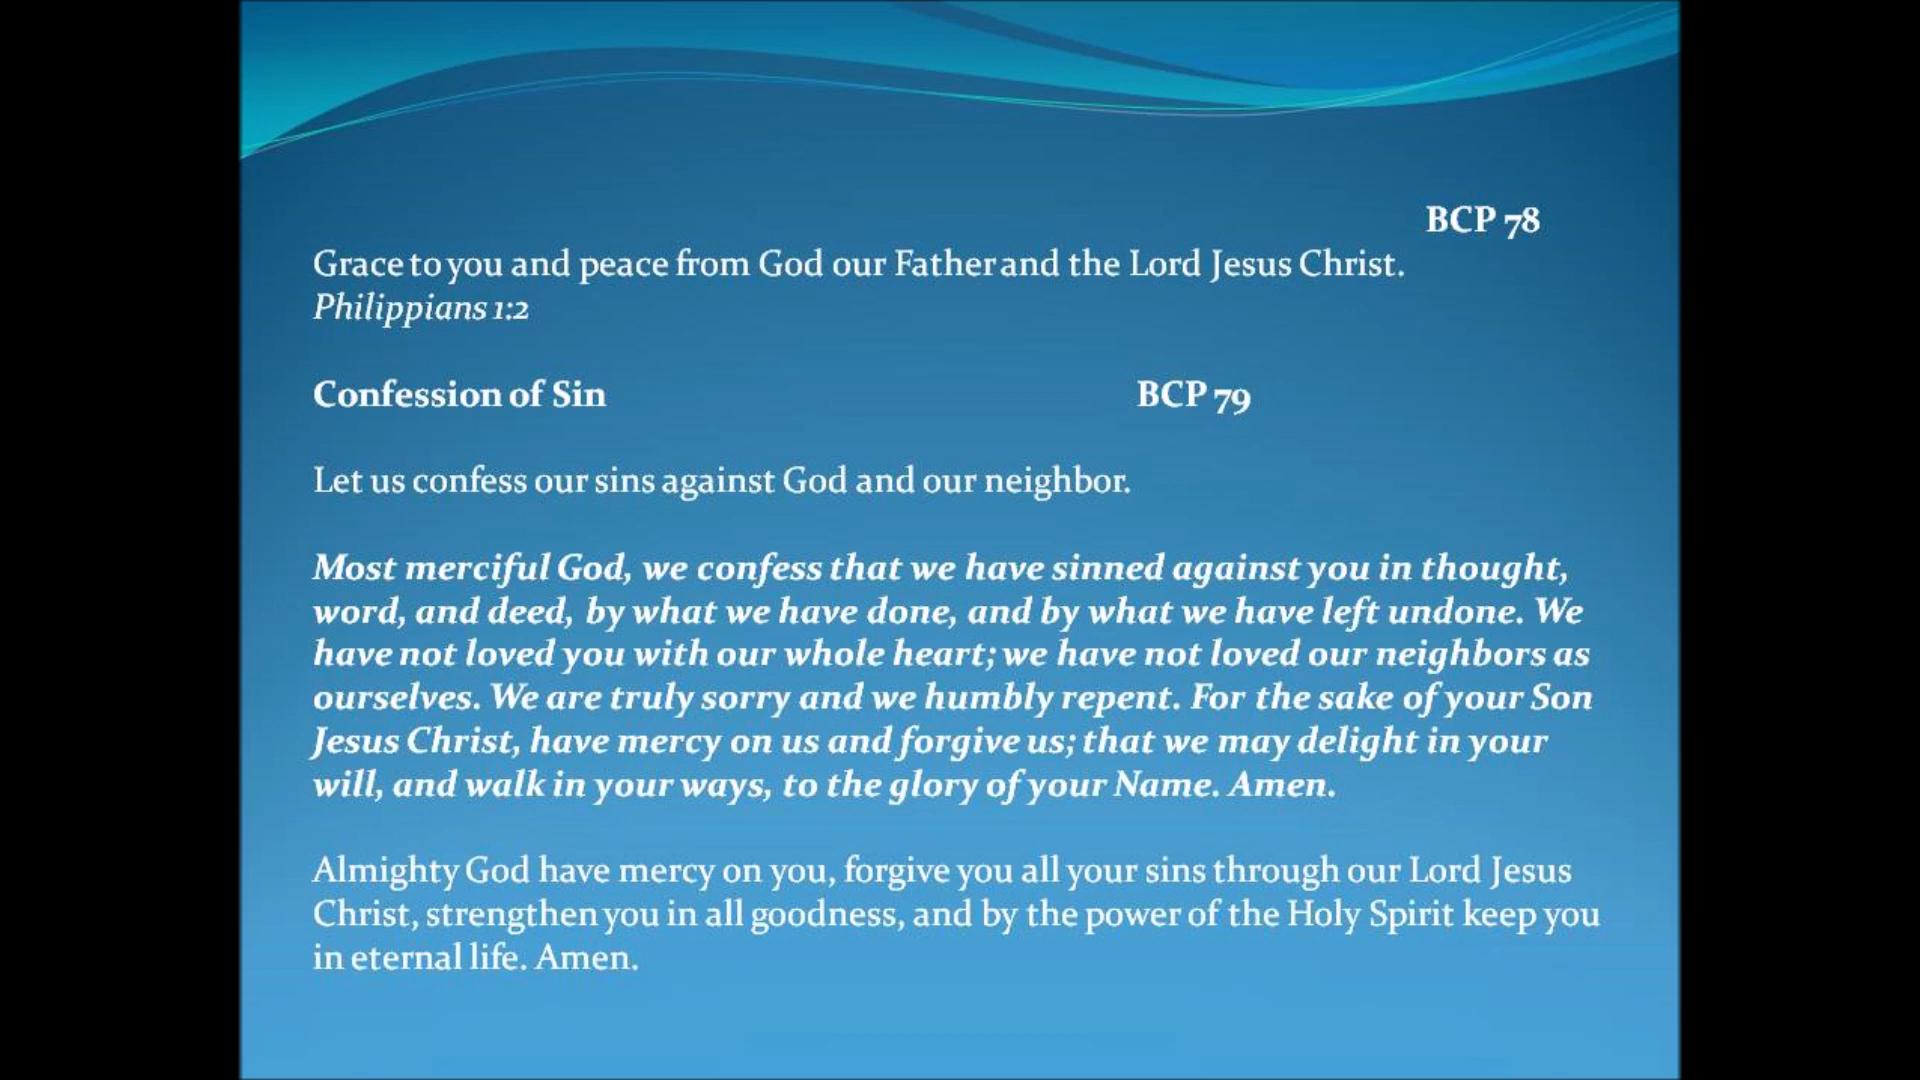 BCP 78
Grace to you and peace from God our Father and the Lord Jesus Christ.
Philippians 1:2
Confession of Sin BCP 79
Let us confess our sins against God and our neighbor.
Most merciful God, we confess that we have sinned against you in thought,
word, and deed, by what we have done, and by what we have left undone. We
have not loved you with our whole heart; we have not loved our neighbors as
ourselves. We are truly sorry and we humbly repent. For the sake of your Son
Jesus Christ, have mercy on us and forgive us; that we may delight in your
will, and walk in your ways, to the glory of your Name. Amen.
Almighty God have mercy on you, forgive you all your sins through our Lord Jesus
Christ, strengthen you in all goodness, and by the power of the Holy Spirit keep you
in eternal life. Amen.